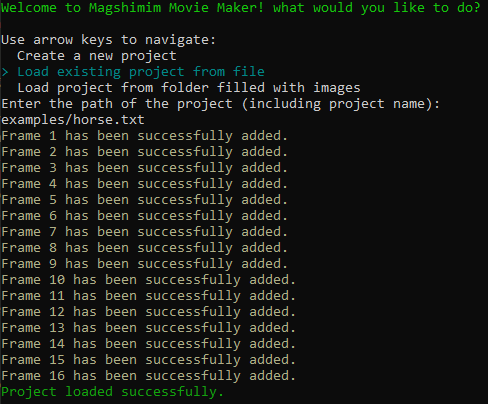 Welcome to Magshimim Movie Maker! what would you like to do?
Use arrow keys to navigate:
Create a new project
> Load existing project from file
Load project from folder filled with images
Enter the path of the project (including project name):
examples/horse.txt
Frame 1 has been successfully added.
Frame 2 has been successfully added.
Frame 3 has been successfully added.
Frame 4 has been successfully added.
Frame 5 has been successfully added.
Frame 6 has been successfully added.
Frame 7 has been successfully added.
Frame 8 has been successfully added.
Frame 9 has been successfully added.
Frame 10 has been successfully added.
Frame 11 has been successfully added.
Frame 12 has been successfully added.
Frame 13 has been successfully added.
Frame 14 has been successfully added.
Frame 15 has been successfully added.
Frame 16 has been successfully added.
Project loaded successfully.